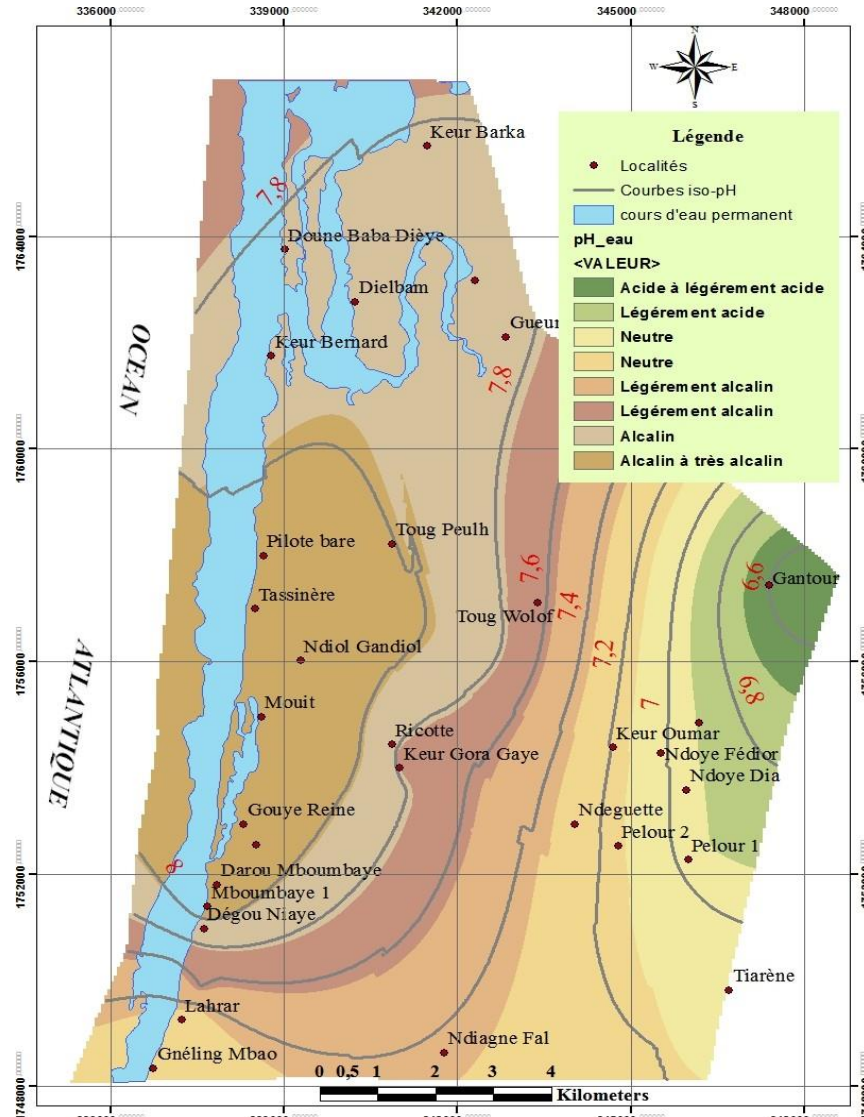 336000
339000
342000
345000
348000
N
W
E
S
Légende
Localités
Courbes iso-pH
cours d'eau permanent
pH_eau
<VALEUR>
Acide à légérement acide
Légérement acide
Neutre
Neutre
Légérement alcalin
Légérement alcalin
Alcalin
Alcalin à très alcalin
Keur Barka
7,8
1764000
Doune Baba Dièye
Dielbam
OCEAN
Keur Bernard
7,8
1760000
Toug Peulh
Pilote bare
7,6
6,6
Gantour
Tassinère
7,4
Toug Wolof
Ndiol Gandiol
7,2
1756000
ATLANTIQUE
6,8
7
Mouit
Ricotte
Keur Oumar
Keur Gora Gaye
Ndoye Fédior
Ndoye Dia
Gouye Reine
Ndeguette
Pelour 2
Pelour 1
8
1752000
Darou Mboumbaye
Mboumbaye 1
Dégou Niaye
Tiarène
Lahrar
Ndiagne Fal
Gnéling Mbao
0 0,5 1 2 3 4
Kilometers
1748000